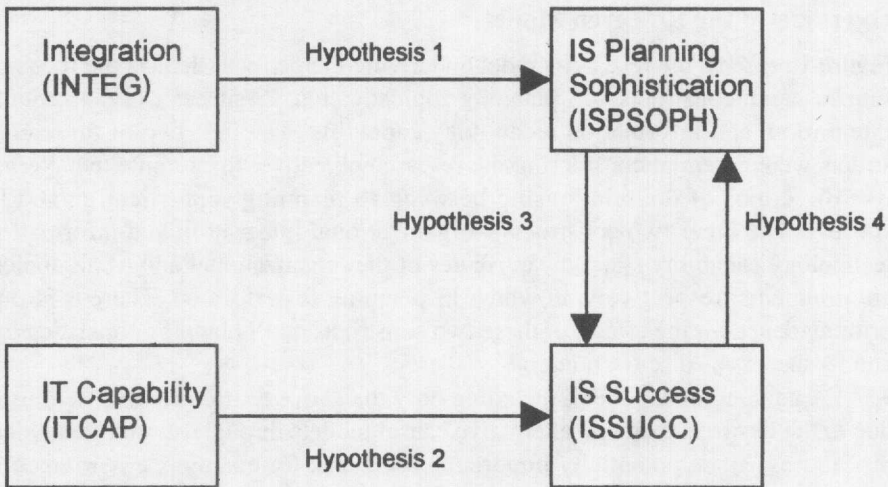 Integration
(INTEG)
Hypothesis 1
IS Planning
Sophistication
(ISPSOPH)
Hypothesis 3
Hypothesis 4
IT Capability
(ITCAP)
Hypothesis 2
IS Success
(ISSUCC)